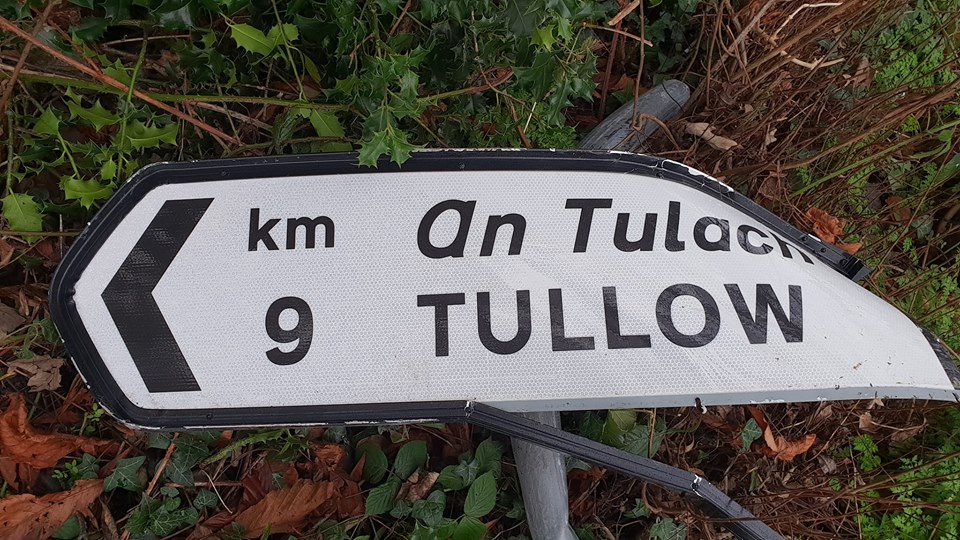 km An Tulach
9 TULLOW